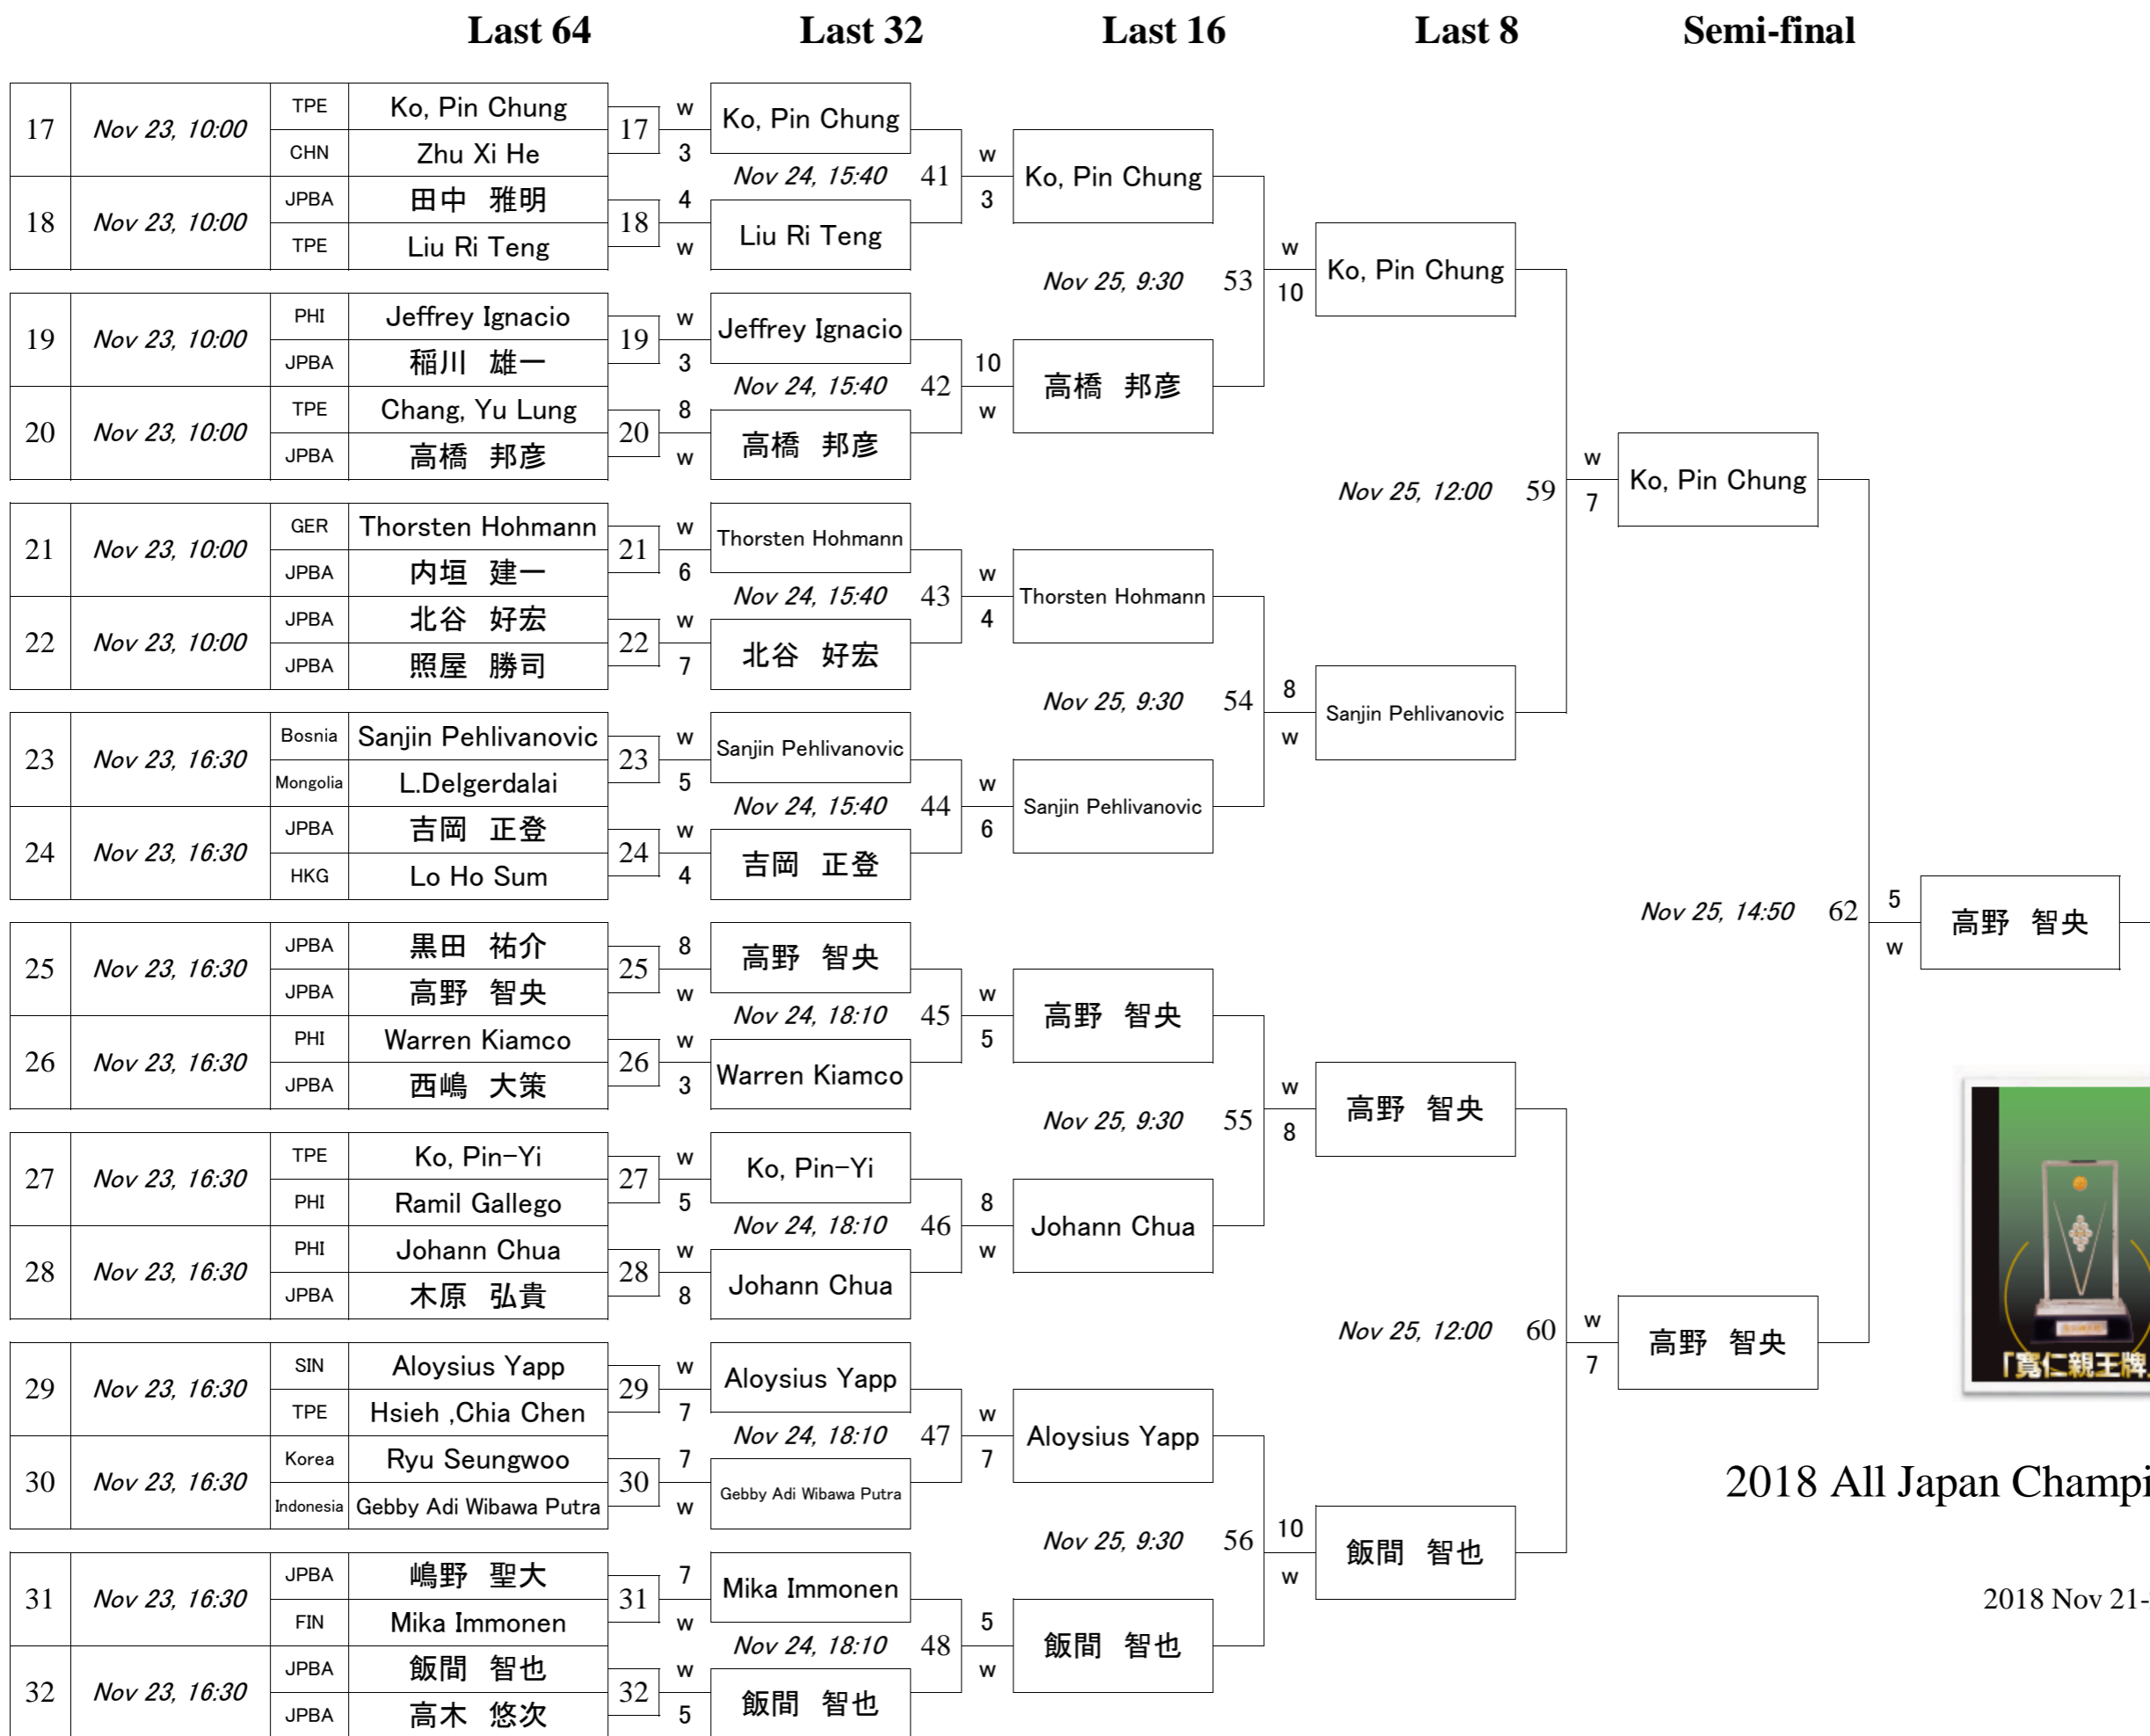 Last 64 Last 32 Last 16 Last 8 Semi-final
17 Nov 23, 10:00 TPE Ko, Pin Chung 17 w Ko, Pin Chung
CHN Zhu Xi He 3
Nov 24, 15:40 41 w Ko, Pin Chung
3
18 Nov 23, 10:00 JPBA 田中 雅明 18 4 Liu Ri Teng
TPE Liu Ri Teng w
Nov 25, 9:30 53 w Ko, Pin Chung
10
19 Nov 23, 10:00 PHI Jeffrey Ignacio 19 w Jeffrey Ignacio
JPBA 稲川 雄一 3
Nov 24, 15:40 42 10 高橋 邦彦
w
20 Nov 23, 10:00 TPE Chang, Yu Lung 20 8 高橋 邦彦
JPBA 高橋 邦彦 w
Nov 25, 12:00 59 w Ko, Pin Chung
7
21 Nov 23, 10:00 GER Thorsten Hohmann 21 w Thorsten Hohmann
JPBA 内垣 建一 6
Nov 24, 15:40 43 w Thorsten Hohmann
4
22 Nov 23, 10:00 JPBA 北谷 好宏 22 w 北谷 好宏
JPBA 照屋 勝司 7
Nov 25, 9:30 54 8 Sanjin Pehlivanovic
w
23 Nov 23, 16:30 Bosnia Sanjin Pehlivanovic 23 w Sanjin Pehlivanovic
Mongolia L.Delgerdalai 5
Nov 24, 15:40 44 w Sanjin Pehlivanovic
6
24 Nov 23, 16:30 JPBA 吉岡 正登 24 w 吉岡 正登
HKG Lo Ho Sum 4
Nov 25, 14:50 62 5 高野 智央
w
25 Nov 23, 16:30 JPBA 黒田 祐介 25 8 高野 智央
JPBA 高野 智央 w
Nov 24, 18:10 45 w 高野 智央
5
26 Nov 23, 16:30 PHI Warren Kiamco 26 w Warren Kiamco
JPBA 西嶋 大策 3
Nov 25, 9:30 55 w 高野 智央
8
27 Nov 23, 16:30 TPE Ko, Pin-Yi 27 w Ko, Pin-Yi
PHI Ramil Gallego 5
Nov 24, 18:10 46 8 Johann Chua
w
28 Nov 23, 16:30 PHI Johann Chua 28 w Johann Chua
JPBA 木原 弘貴 8
Nov 25, 12:00 60 w 高野 智央
7
「寛仁親王牌」
29 Nov 23, 16:30 SIN Aloysius Yapp 29 w Aloysius Yapp
TPE Hsieh ,Chia Chen 7
Nov 24, 18:10 47 w Aloysius Yapp
7
30 Nov 23, 16:30 Korea Ryu Seungwoo 30 7 Gebby Adi Wibawa Putra
Indonesia Gebby Adi Wibawa Putra w
2018 All Japan Champi
Nov 25, 9:30 56 10 飯間 智也
w
31 Nov 23, 16:30 JPBA 嶋野 聖大 31 7 Mika Immonen
FIN Mika Immonen w
2018 Nov 21-
Nov 24, 18:10 48 5 飯間 智也
w
32 Nov 23, 16:30 JPBA 飯間 智也 32 w 飯間 智也
JPBA 高木 悠次 5